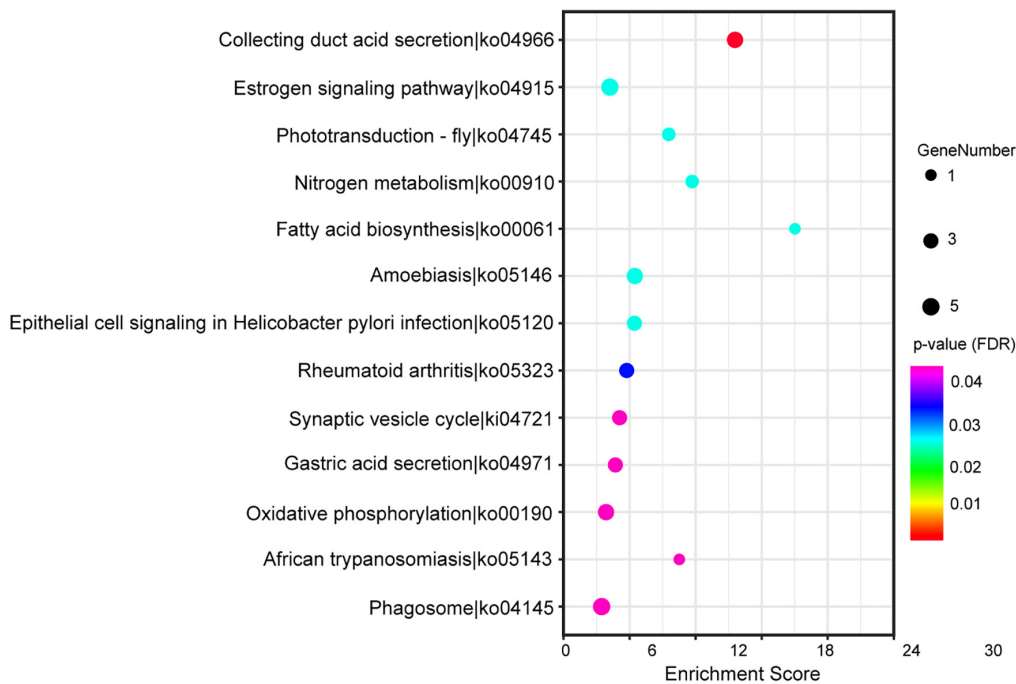 Collecting duct acid secretion|ko04966
Estrogen signaling pathway|ko04915
Phototransduction - fly|ko04745
Nitrogen metabolism|ko00910
Fatty acid biosynthesis|ko00061
Amoebiasis|ko05146
Epithelial cell signaling in Helicobacter pylori infection|ko05120
Rheumatoid arthritis|ko05323
Synaptic vesicle cycle|ki04721
Gastric acid secretion|ko04971
Oxidative phosphorylation|ko00190
African trypanosomiasis|ko05143
Phagosome|ko04145
0 6 12 18 24 30
Enrichment Score
GeneNumber
1
3
5
p-value (FDR)
0.04
0.03
0.02
0.01